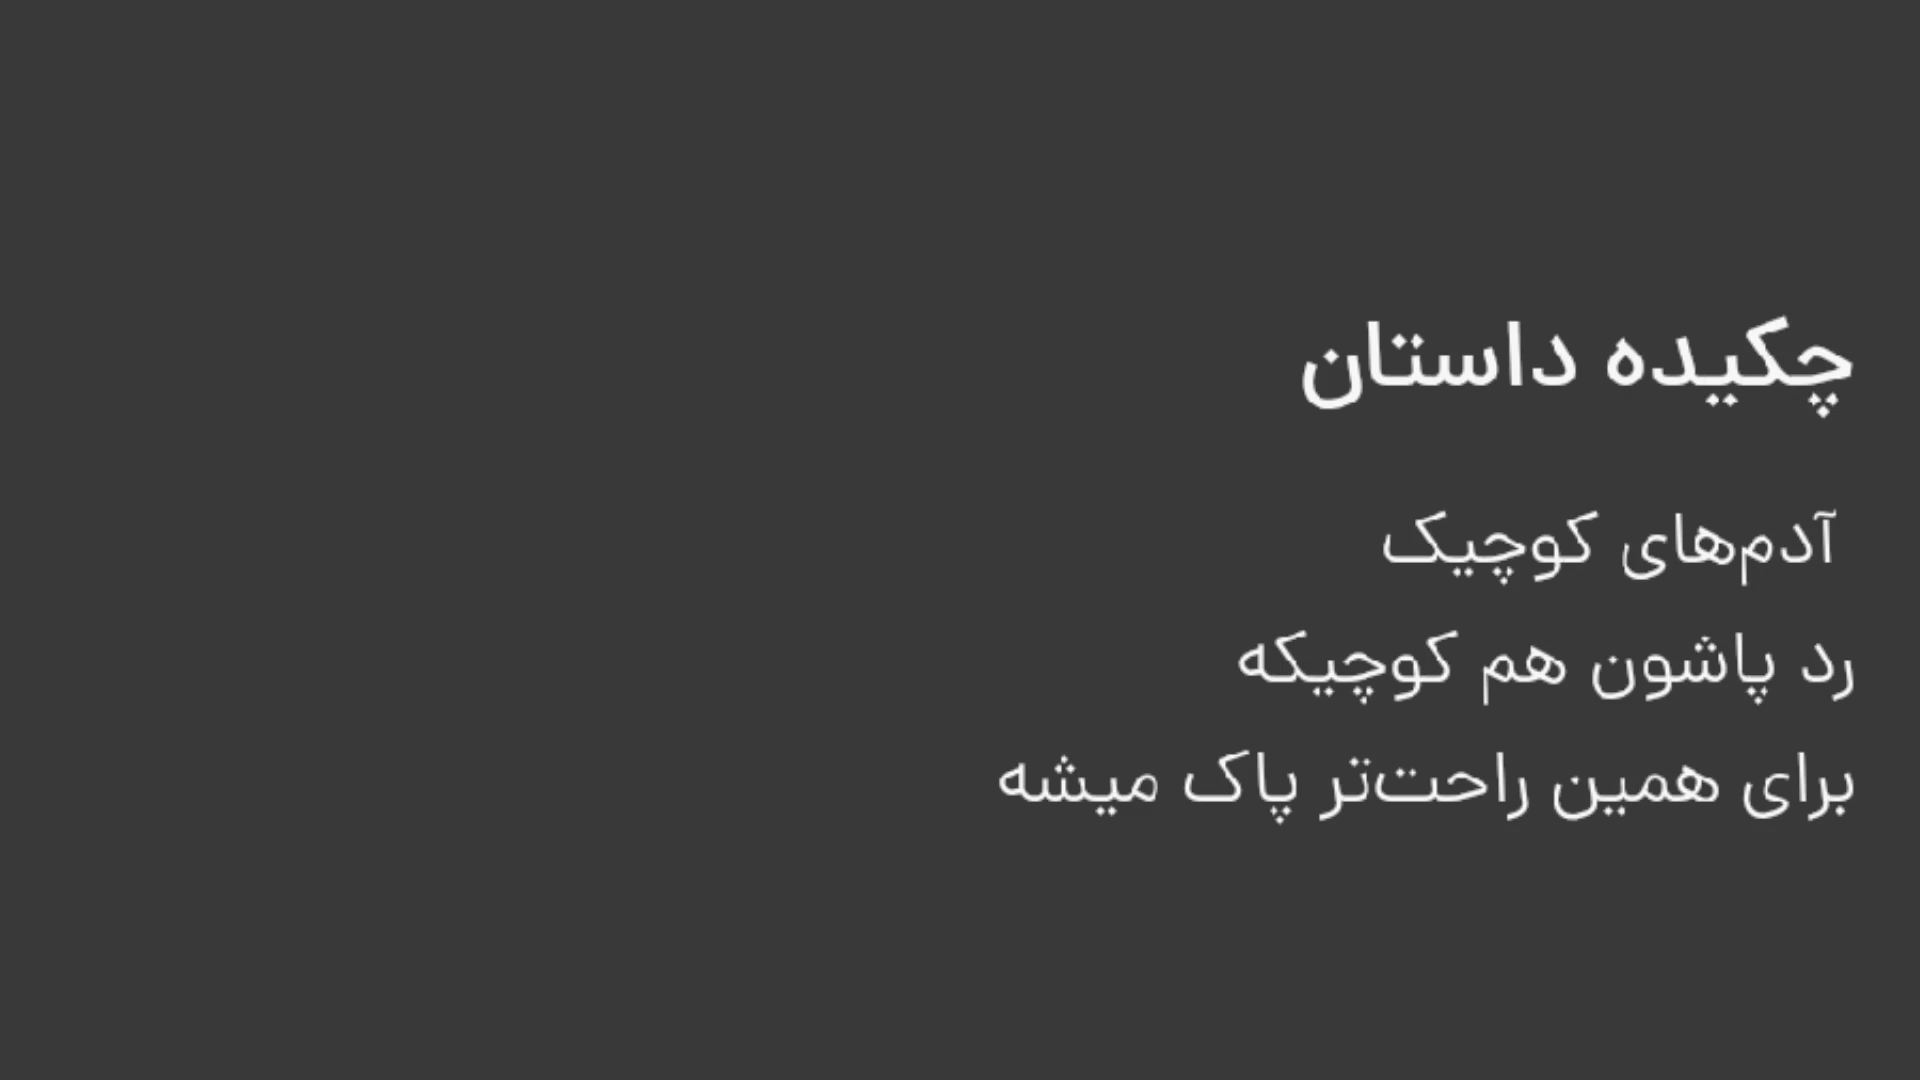 چکیده داستان
آدم‌های کوچیک
رد پاشون هم کوچیکه
برای همین راحت‌تر پاک میشه